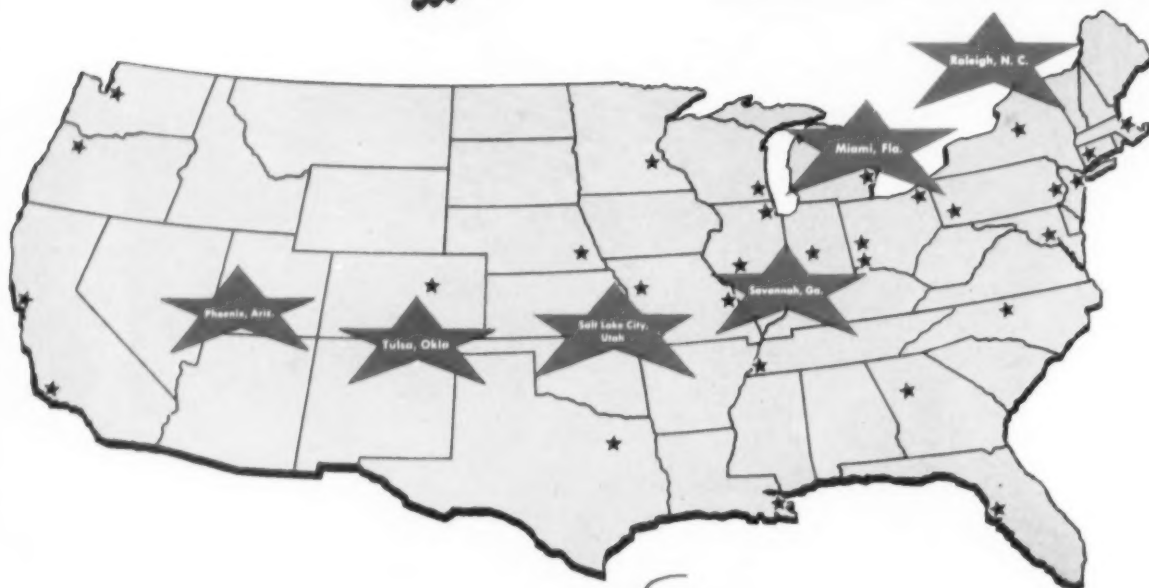 Raleigh, N. C.
Miami, Fla.
Savannah, Ga.
Phoenix, Ariz.
Salt Lake City,
Utah
Tulsa, Okla